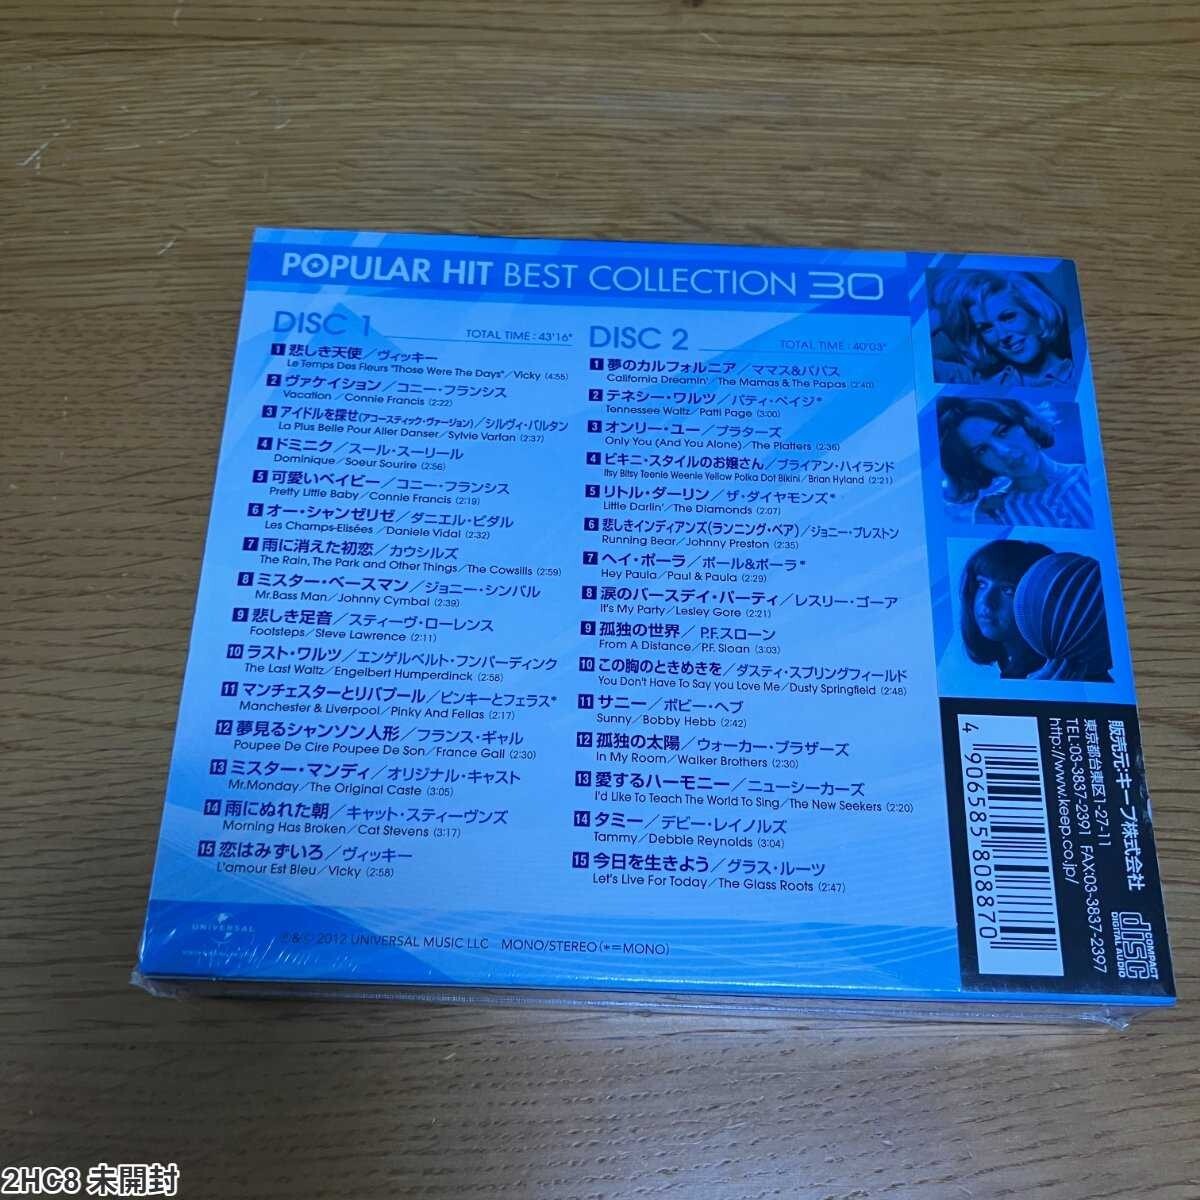 POPULAR HIT BEST COLLECTION 30
DISC 1 TOTAL TIME : 43'16*
1 悲しき天使／ヴィッキー
Le Temps Des Fleurs "Those Were The Days"／Vicky (4:55)
2 ヴァケイション／コニー・フランシス
Vacation／Connie Francis (2:22)
3 アイドルを探せ(アコースティック・ヴァージョン)／シルヴィ・バルタン
La Plus Belle Pour Aller Danser／Sylvie Vartan (2:37)
4 ドミニク／スール・スーリール
Dominique／Soeur Sourire (2:56)
5 可愛いベイビー／コニー・フランシス
Pretty Little Baby／Connie Francis (2:19)
6 オー・シャンゼリゼ／ダニエル・ビダル
Les Champs-Elisées／Daniele Vidal (2:32)
7 雨に消えた初恋／カウシルズ
The Rain, The Park and Other Things／The Cowsills (2:59)
8 ミスター・ベースマン／ジョニー・シンバル
Mr.Bass Man／Johnny Cymbal (2:39)
9 悲しき足音／スティーヴ・ローレンス
Footsteps／Steve Lawrence (2:11)
10 ラスト・ワルツ／エンゲルベルト・フンパーディンク
The Last Waltz／Engelbert Humperdinck (2:58)
11 マンチェスターとリバプール／ピンキーとフェラス*
Manchester & Liverpool／Pinky And Fellas (2:17)
12 夢見るシャンソン人形／フランス・ギャル
Poupee De Cire Poupee De Son／France Gall (2:30)
13 ミスター・マンディ／オリジナル・キャスト
Mr.Monday／The Original Caste (3:05)
14 雨にぬれた朝／キャット・スティーヴンズ
Morning Has Broken／Cat Stevens (3:17)
15 恋はみずいろ／ヴィッキー
L'amour Est Bleu／Vicky (2:58)
DISC 2 TOTAL TIME : 40'03*
1 夢のカルフォルニア／ママス&パパス
California Dreamin'／The Mamas & The Papas (2:40)
2 テネシー・ワルツ／パティ・ペイジ*
Tennessee Waltz／Patti Page (3:00)
3 オンリー・ユー／プラターズ
Only You (And You Alone)／The Platters (2:36)
4 ビキニ・スタイルのお嬢さん／ブライアン・ハイランド
Itsy Bitsy Teenie Weenie Yellow Polka Dot Bikini／Brian Hyland (2:21)
5 リトル・ダーリン／ザ・ダイヤモンズ*
Little Darlin'／The Diamonds (2:07)
6 悲しきインディアンズ(ランニング・ベア)／ジョニー・プレストン
Running Bear／Johnny Preston (2:35)
7 ヘイ・ポーラ／ポール&ポーラ*
Hey Paula／Paul & Paula (2:29)
8 涙のバースデイ・パーティ／レスリー・ゴーア
It's My Party／Lesley Gore (2:21)
9 孤独の世界／P.F.スローン
From A Distance／P.F. Sloan (3:03)
10 この胸のときめきを／ダスティ・スプリングフィールド
You Don't Have To Say you Love Me／Dusty Springfield (2:48)
11 サニー／ボビー・ヘブ
Sunny／Bobby Hebb (2:42)
12 孤独の太陽／ウォーカー・ブラザーズ
In My Room／Walker Brothers (2:30)
13 愛するハーモニー／ニューシーカーズ
I'd Like To Teach The World To Sing／The New Seekers (2:20)
14 タミー／デビー・レイノルズ
Tammy／Debbie Reynolds (3:04)
15 今日を生きよう／グラス・ルーツ
Let's Live For Today／The Glass Roots (2:47)
UNIVERSAL
℗&© 2012 UNIVERSAL MUSIC LLC MONO/STEREO(*=MONO)
販売元:キープ株式会社
東京都台東区1-27-11
TEL:03-3837-2391 FAX03-3837-2397
http://www.keep.co.jp/
4 906585 808870
COMPACT
disc
DIGITAL AUDIO
2HC8 未開封